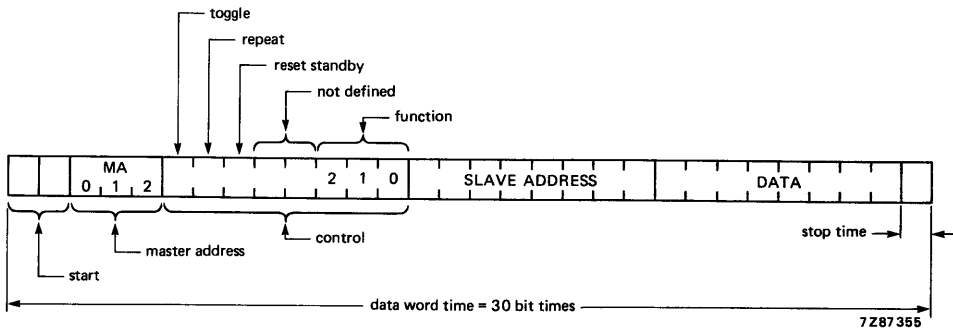 toggle
repeat
reset standby
not defined
function
MA
0 1 2
2 1 0
SLAVE ADDRESS
DATA
control
stop time
master address
start
data word time = 30 bit times
7Z87355